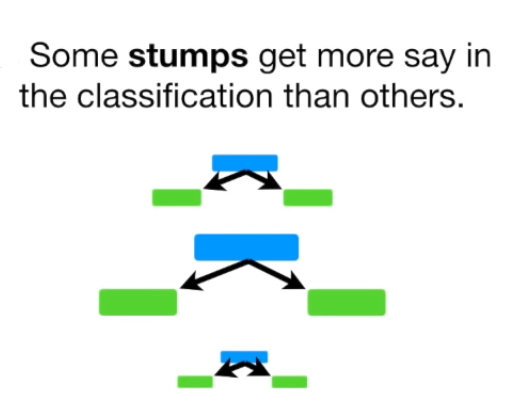 Some stumps get more say in
the classification than others.